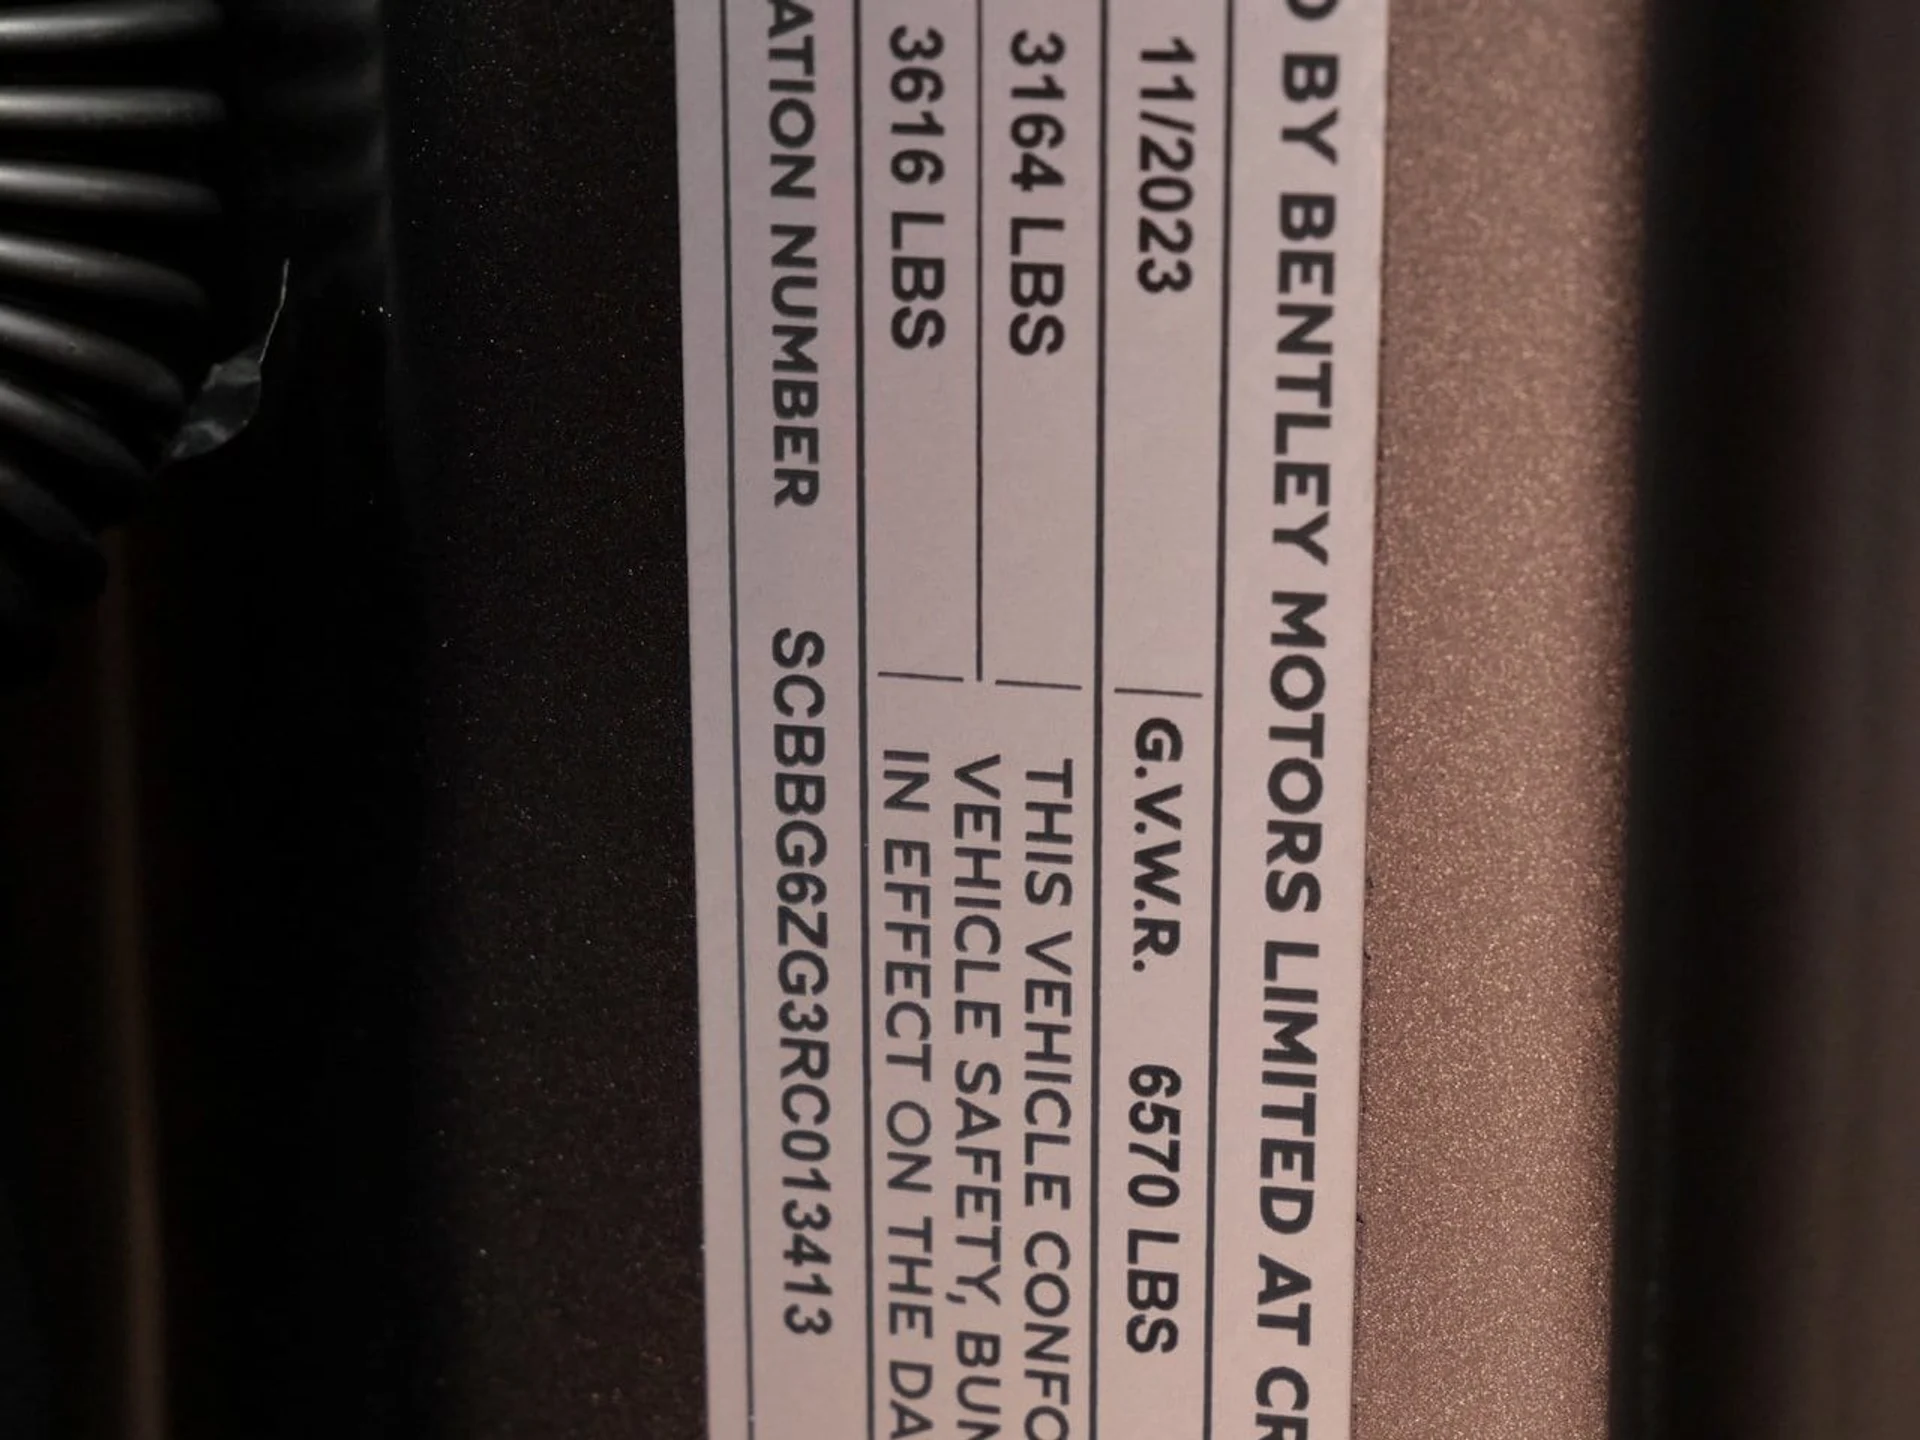 D BY BENTLEY MOTORS LIMITED AT CR
11/2023 G.V.W.R. 6570 LBS
3164 LBS THIS VEHICLE CONFO
VEHICLE SAFETY, BUM
3616 LBS IN EFFECT ON THE DA
ATION NUMBER SCBBG6ZG3RC013413